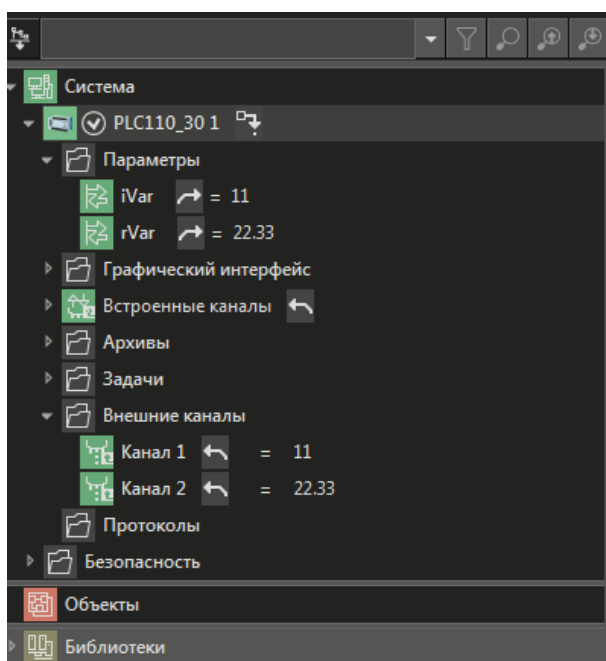 Система
PLC110_30 1
Параметры
iVar = 11
rVar = 22.33
Графический интерфейс
Встроенные каналы
Архивы
Задачи
Внешние каналы
Канал 1 = 11
Канал 2 = 22.33
Протоколы
Безопасность
Объекты
Библиотеки